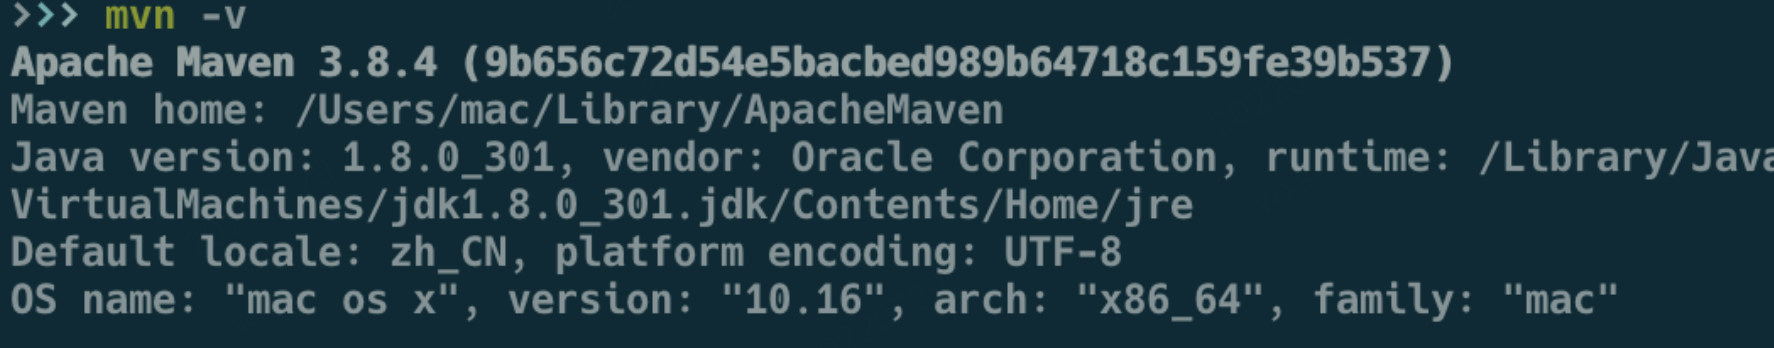 >>> mvn -v
Apache Maven 3.8.4 (9b656c72d54e5bacbed989b64718c159fe39b537)
Maven home: /Users/mac/Library/ApacheMaven
Java version: 1.8.0_301, vendor: Oracle Corporation, runtime: /Library/Java
VirtualMachines/jdk1.8.0_301.jdk/Contents/Home/jre
Default locale: zh_CN, platform encoding: UTF-8
OS name: "mac os x", version: "10.16", arch: "x86_64", family: "mac"